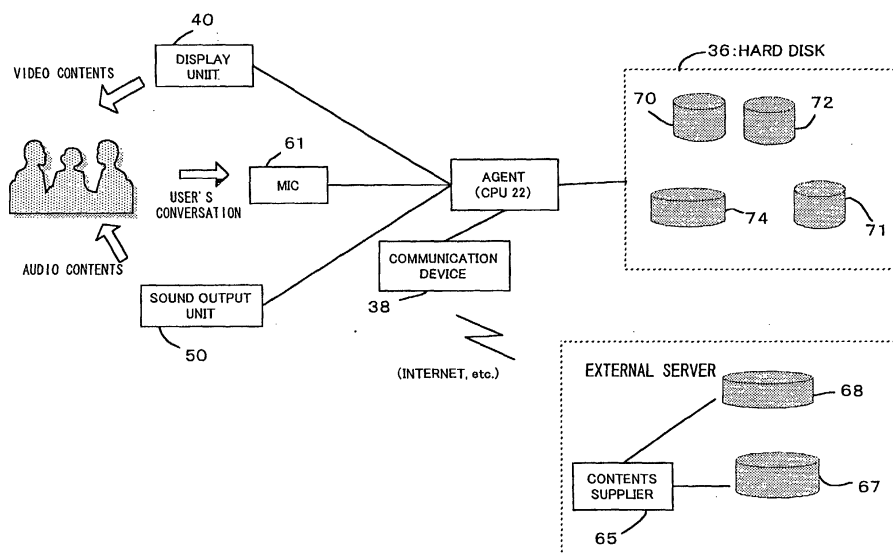 40
DISPLAY
UNIIT
VIDEO CONTENTS
36:HARD DISK
70
72
61
MIC
USER'S
CONVERSATION
AGENT
(CPU 22)
74
71
AUDIO CONTENTS
COMMUNICATION
DEVICE
38
SOUND OUTPUT
UNIT
50
(INTERNET, etc.)
EXTERNAL SERVER
68
CONTENTS
SUPPLIER
67
65